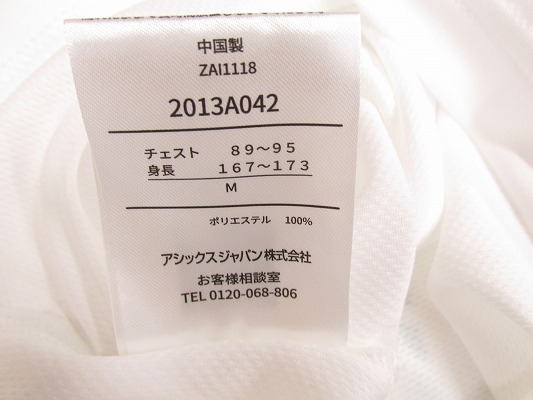 中国製
ZAI1118
2013A042
チェスト 89~95
身長 167~173
M
ポリエステル 100%
アシックスジャパン株式会社
お客様相談室
TEL 0120-068-806